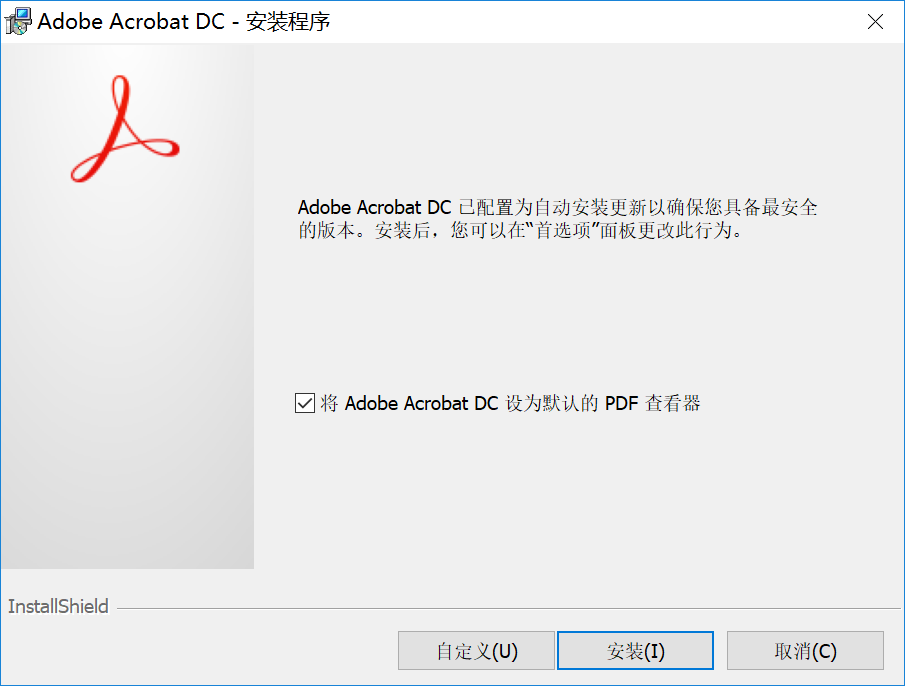 Adobe Acrobat DC - 安装程序
Adobe Acrobat DC 已配置为自动安装更新以确保您具备最安全
的版本。安装后，您可以在“首选项”面板更改此行为。
将 Adobe Acrobat DC 设为默认的 PDF 查看器
InstallShield
自定义(U)
安装(I)
取消(C)